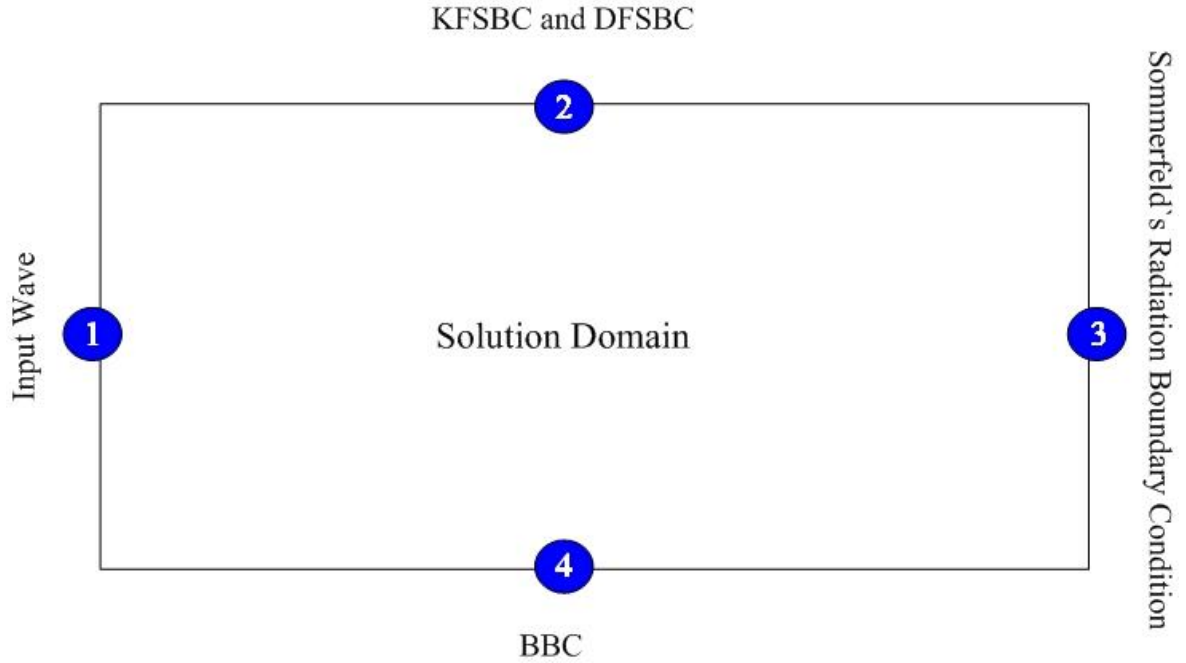 KFSBC and DFSBC
2
Input Wave
1
Solution Domain
3
Sommerfeld`s Radiation Boundary Condition
4
BBC